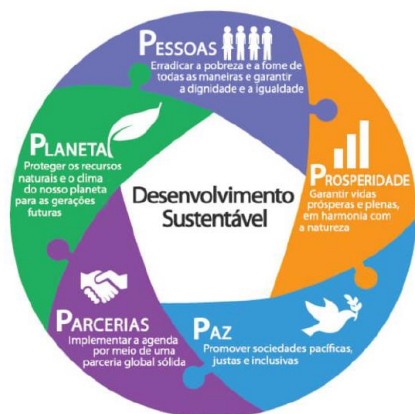 PESSOAS
Erradicar a pobreza e a fome de
todas as maneiras e garantir
a dignidade e a igualdade
PROSPERIDADE
Garantir vidas
prósperas e plenas,
em harmonia com
a natureza
PAZ
Promover sociedades pacíficas,
justas e inclusivas
PARCERIAS
Implementar a agenda
por meio de uma
parceria global sólida
PLANETA
Proteger os recursos
naturais e o clima
do nosso planeta
para as gerações
futuras
Desenvolvimento
Sustentável